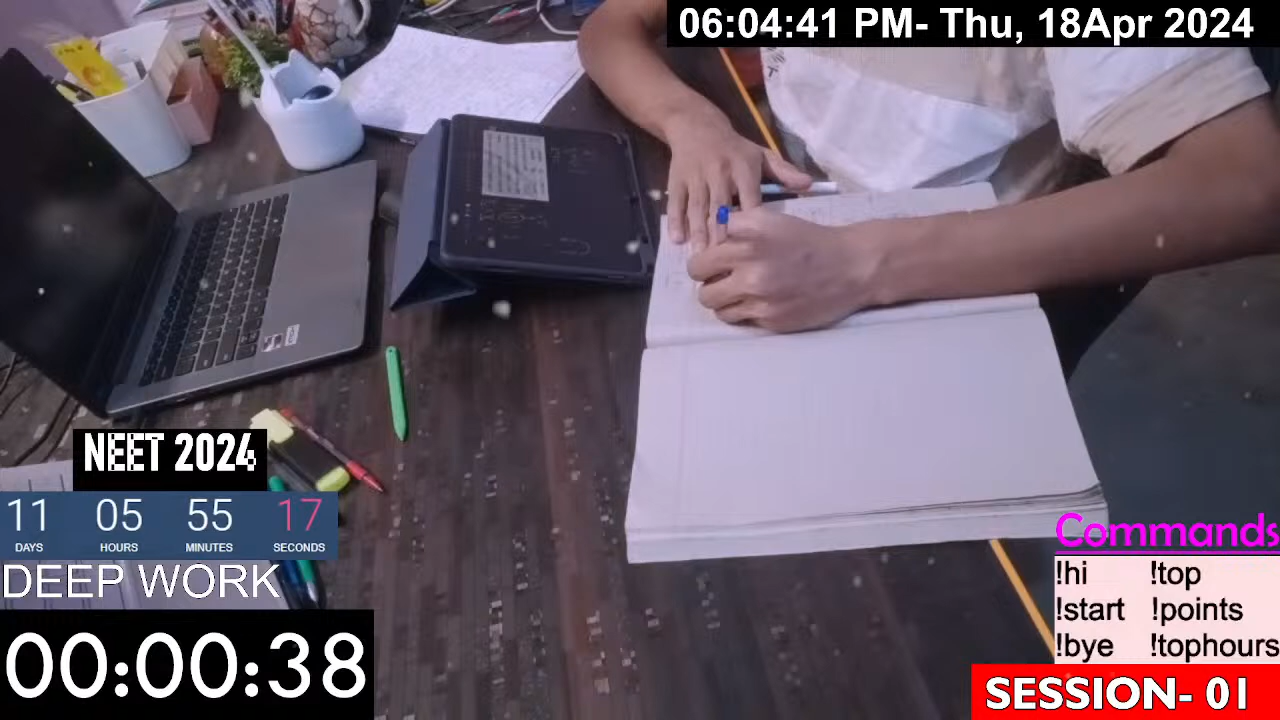 06:04:41 PM- Thu, 18Apr 2024
NEET 2024
11 05 55 17
DAYS HOURS MINUTES SECONDS
DEEP WORK
00:00:38
Commands
!hi !top
!start !points
!bye !tophours
SESSION- 01